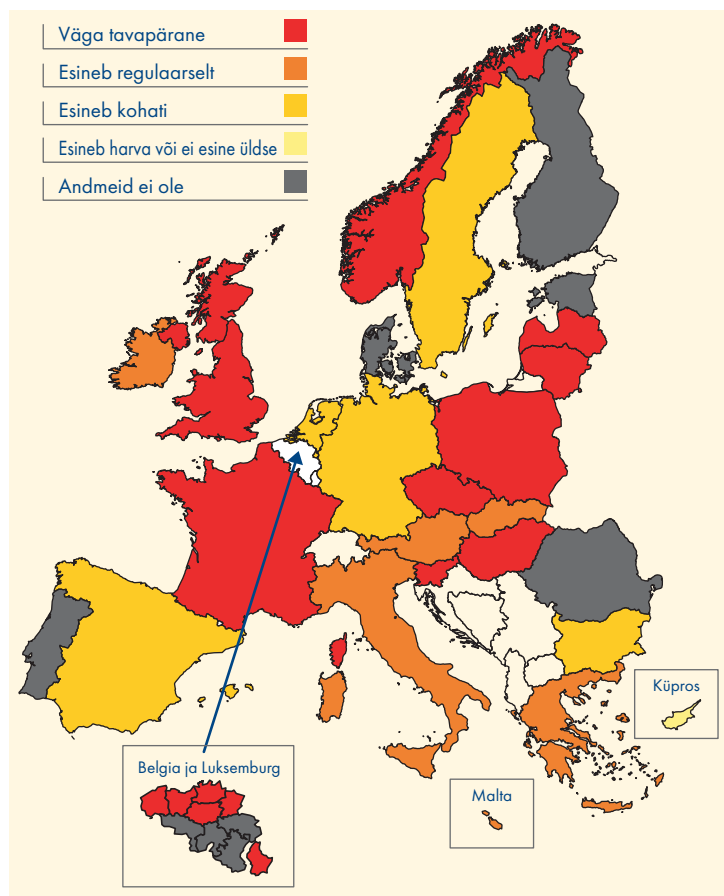 Väga tavapärane
Esineb regulaarselt
Esineb kohati
Esineb harva või ei esine üldse
Andmeid ei ole
Küpros
Belgia ja Luksemburg
Malta